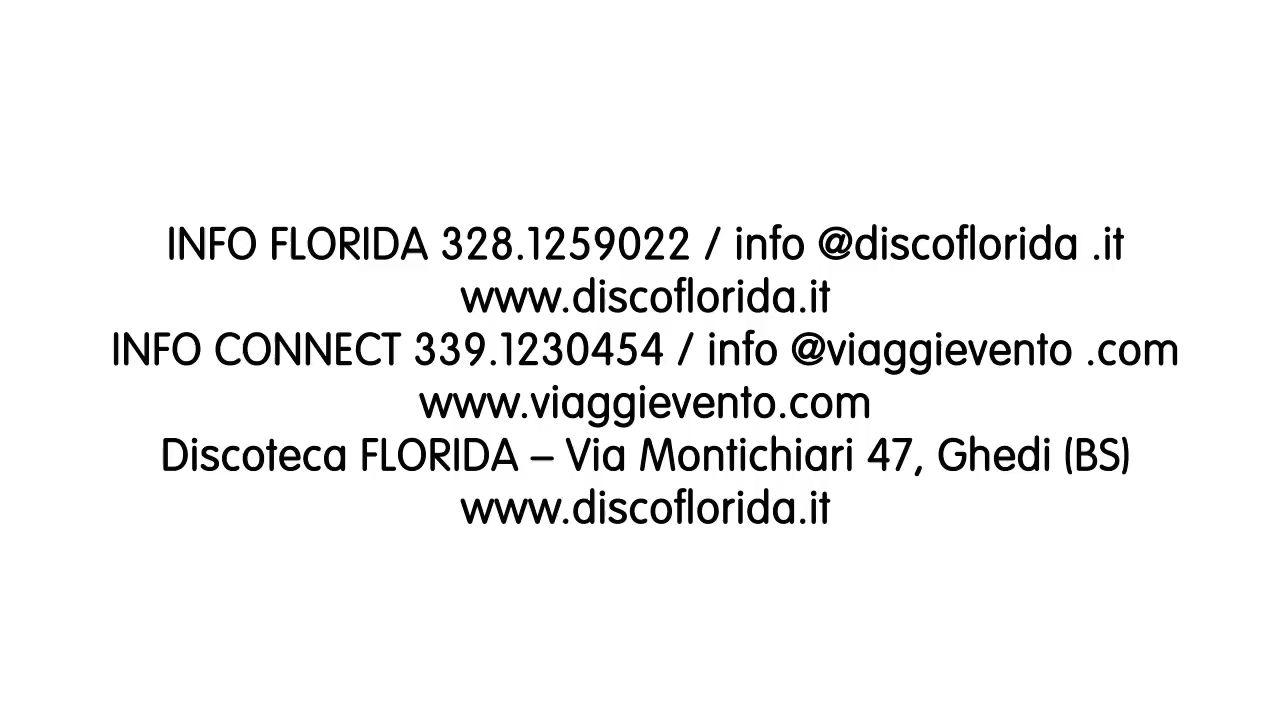 INFO FLORIDA 328.1259022 / info @discoflorida .it
www.discoflorida.it
INFO CONNECT 339.1230454 / info @viaggievento .com
www.viaggievento.com
Discoteca FLORIDA – Via Montichiari 47, Ghedi (BS)
www.discoflorida.it